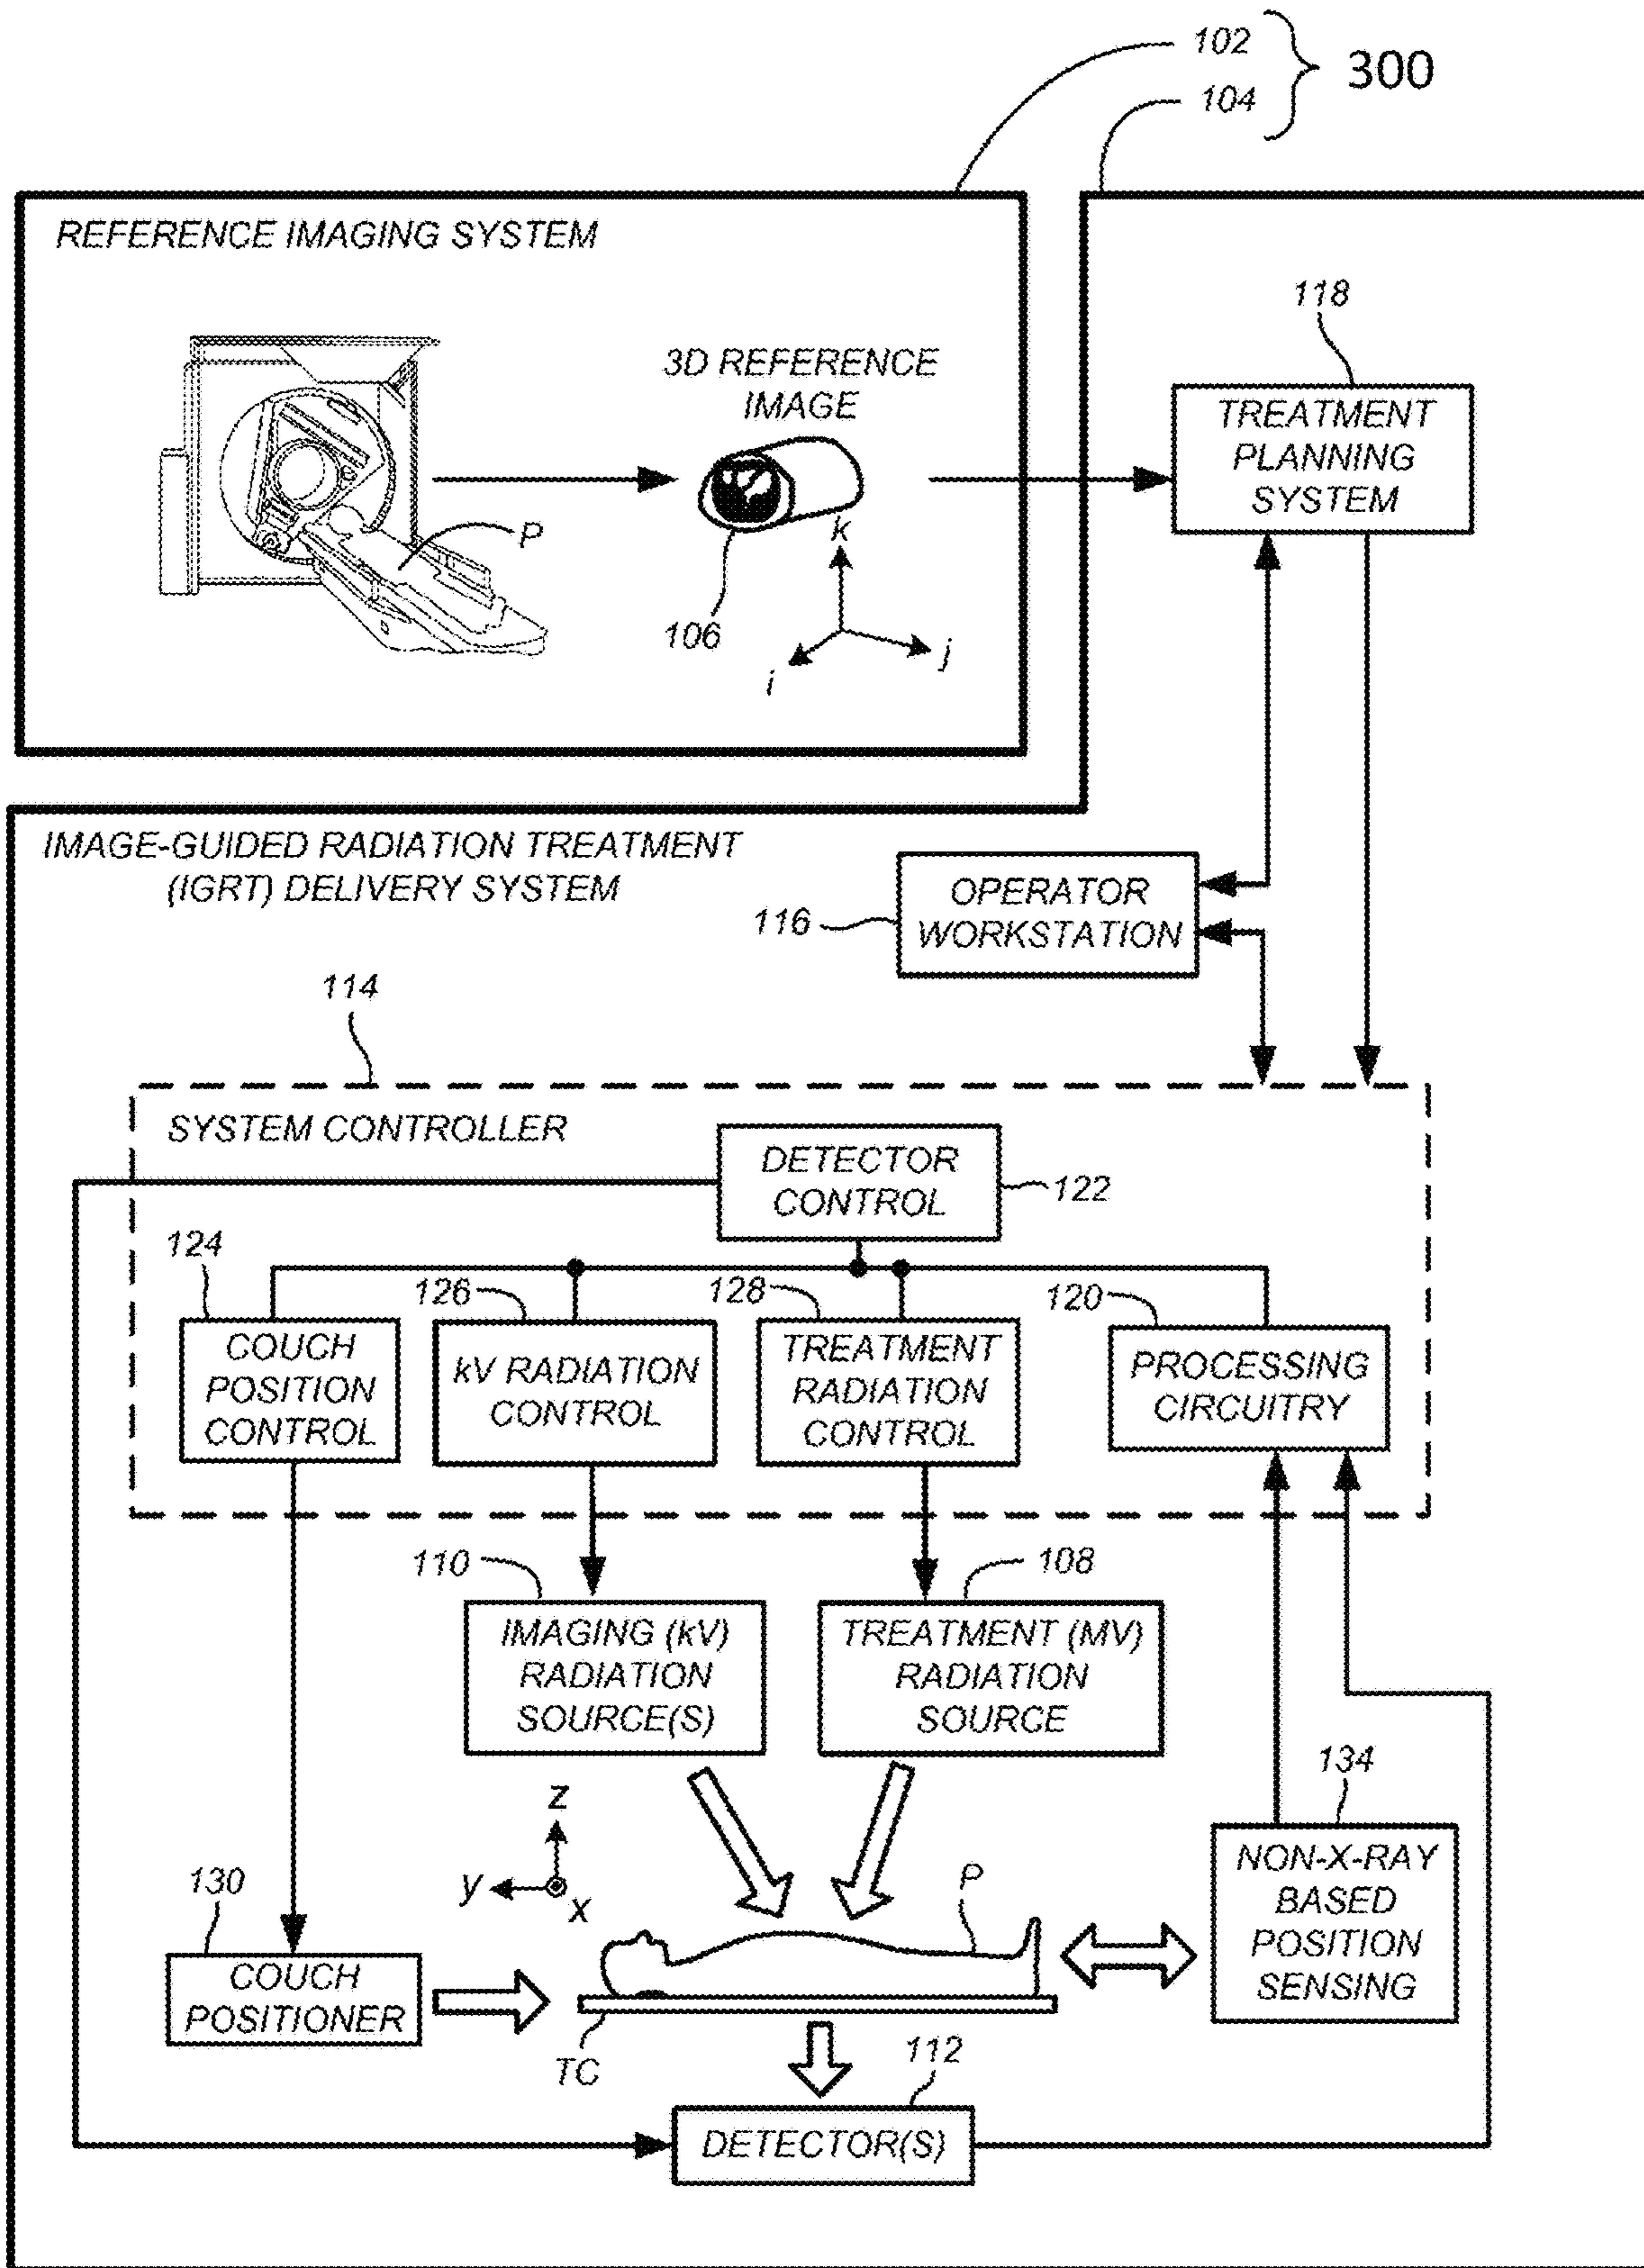 102
104
300
REFERENCE IMAGING SYSTEM
118
3D REFERENCE
IMAGE
TREATMENT
PLANNING
SYSTEM
P
k
106
j
i
IMAGE-GUIDED RADIATION TREATMENT
(IGRT) DELIVERY SYSTEM
OPERATOR
WORKSTATION
116
114
SYSTEM CONTROLLER
DETECTOR
CONTROL
122
124
126
128
120
COUCH
POSITION
CONTROL
kV RADIATION
CONTROL
TREATMENT
RADIATION
CONTROL
PROCESSING
CIRCUITRY
110
108
IMAGING (kV)
RADIATION
SOURCE(S)
TREATMENT (MV)
RADIATION
SOURCE
134
z
y
x
130
P
NON-X-RAY
BASED
POSITION
SENSING
COUCH
POSITIONER
TC
112
DETECTOR(S)